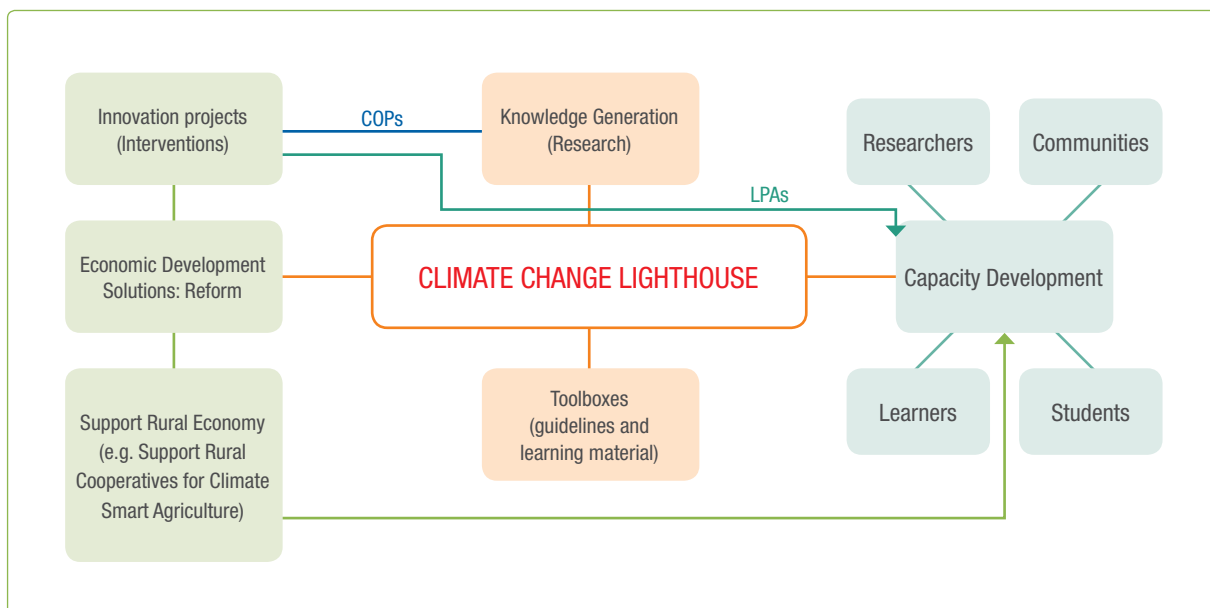 Innovation projects
(Interventions)
COPs
Knowledge Generation
(Research)
Researchers
Communities
LPAs
Economic Development
Solutions: Reform
CLIMATE CHANGE LIGHTHOUSE
Capacity Development
Support Rural Economy
(e.g. Support Rural
Cooperatives for Climate
Smart Agriculture)
Toolboxes
(guidelines and
learning material)
Learners
Students